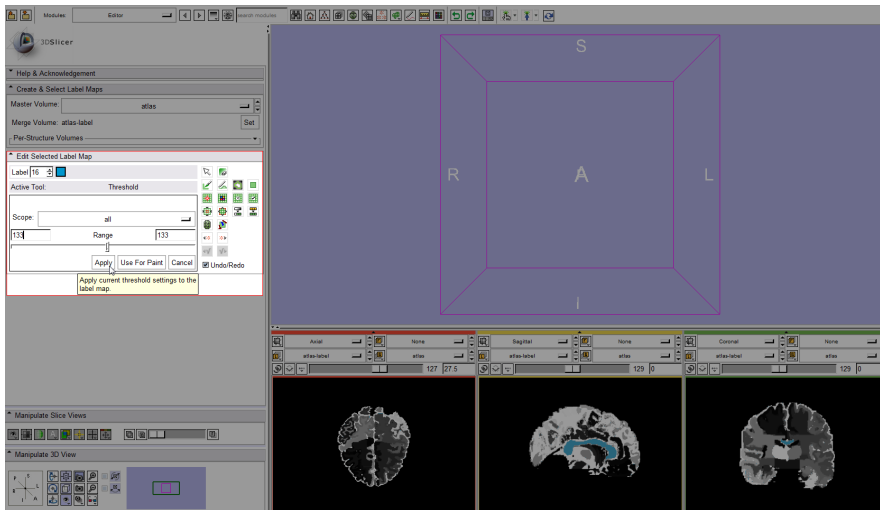 Modules: Editor search modules
3DSlicer
Help & Acknowledgement
Create & Select Label Maps
Master Volume: atlas
Merge Volume: atlas-label Set
Per-Structure Volumes
Edit Selected Label Map
Label 16
Active Tool: Threshold
Scope: all
133 Range 133
Apply Use For Paint Cancel Undo/Redo
Apply current threshold settings to the
label map.
Manipulate Slice Views
Manipulate 3D View
S
R A L
I
Axial None Sagittal None Coronal None
atlas-label atlas atlas-label atlas atlas-label atlas
127 27.5 129 0 129 0